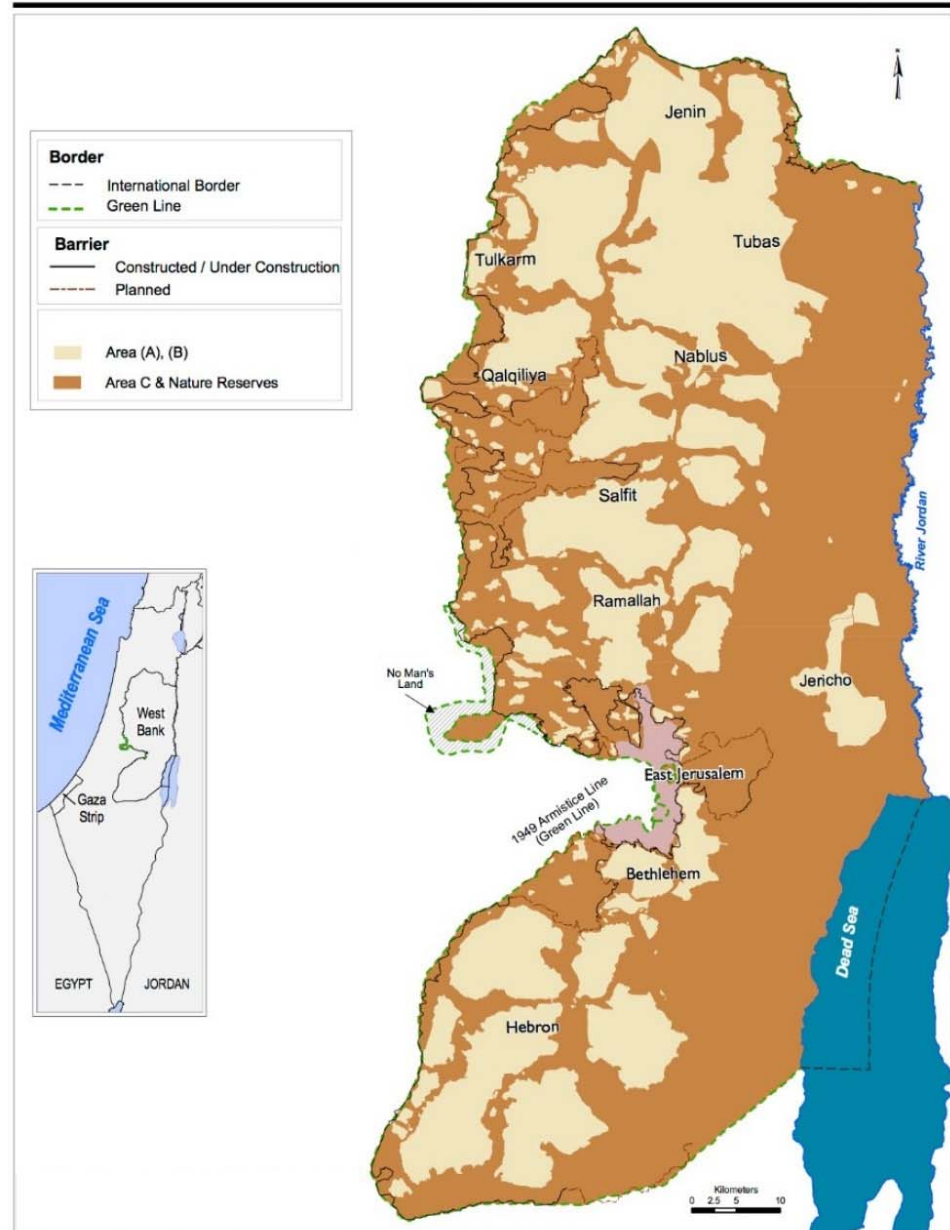 Border
International Border
Green Line
Barrier
Constructed / Under Construction
Planned
Area (A), (B)
Area C & Nature Reserves
N
Jenin
Tubas
Tulkarm
Nablus
Qalqiliya
Salfit
River Jordan
Ramallah
Jericho
No Man's
Land
East Jerusalem
1949 Armistice Line
(Green Line)
Bethlehem
Dead Sea
Hebron
Kilometers
0 2.5 5 10
Mediterranean Sea
West
Bank
Gaza
Strip
EGYPT
JORDAN